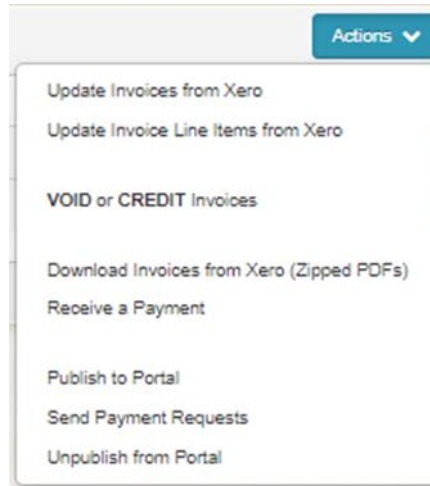 Actions
Update Invoices from Xero
Update Invoice Line Items from Xero
VOID or CREDIT Invoices
Download Invoices from Xero (Zipped PDFs)
Receive a Payment
Publish to Portal
Send Payment Requests
Unpublish from Portal